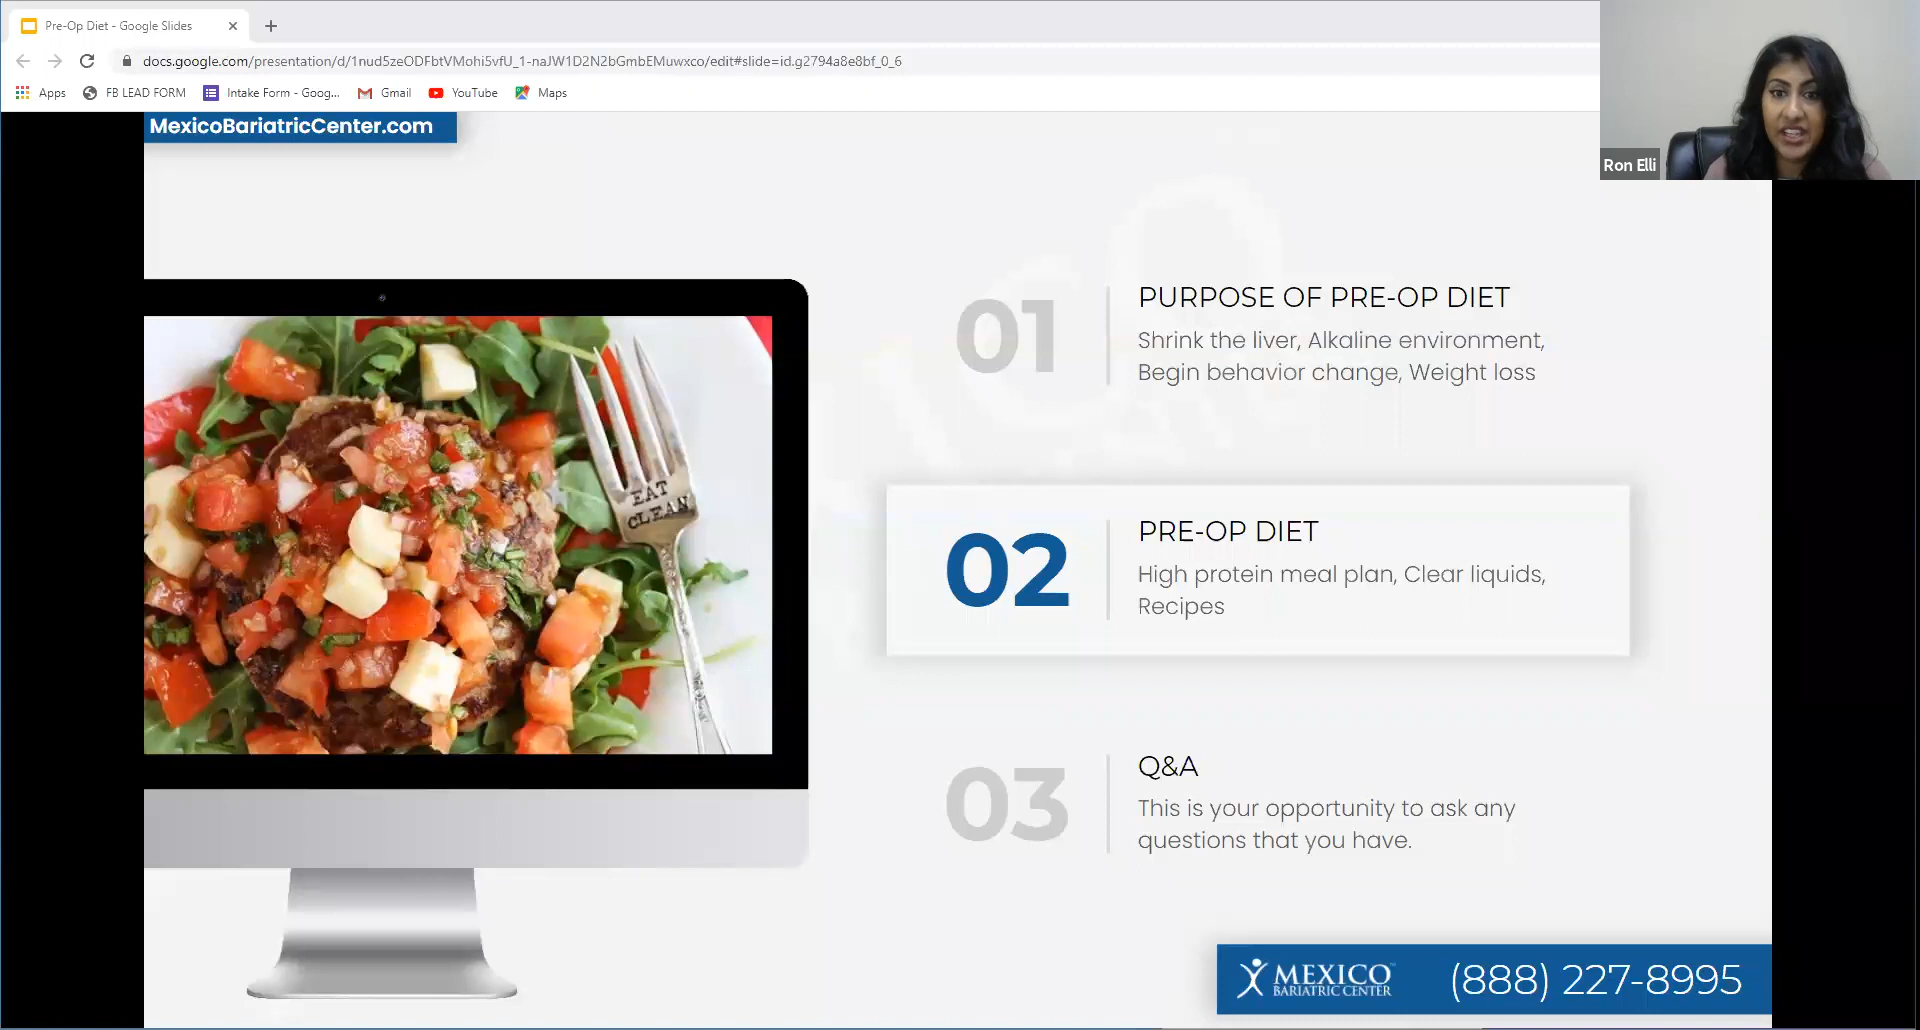 Pre-Op Diet - Google Slides
docs.google.com/presentation/d/1nud5zeODFbtVMohi5vfU_1-naJW1D2N2bGmbEMuwxco/edit#slide=id.g2794a8e8bf_0_6
Apps
FB LEAD FORM
Intake Form - Goog...
Gmail
YouTube
Maps
Ron Elli
MexicoBariatricCenter.com
EAT
CLEAN
01
PURPOSE OF PRE-OP DIET
Shrink the liver, Alkaline environment,
Begin behavior change, Weight loss
02
PRE-OP DIET
High protein meal plan, Clear liquids,
Recipes
03
Q&A
This is your opportunity to ask any
questions that you have.
MEXICO
BARIATRIC CENTER
(888) 227-8995